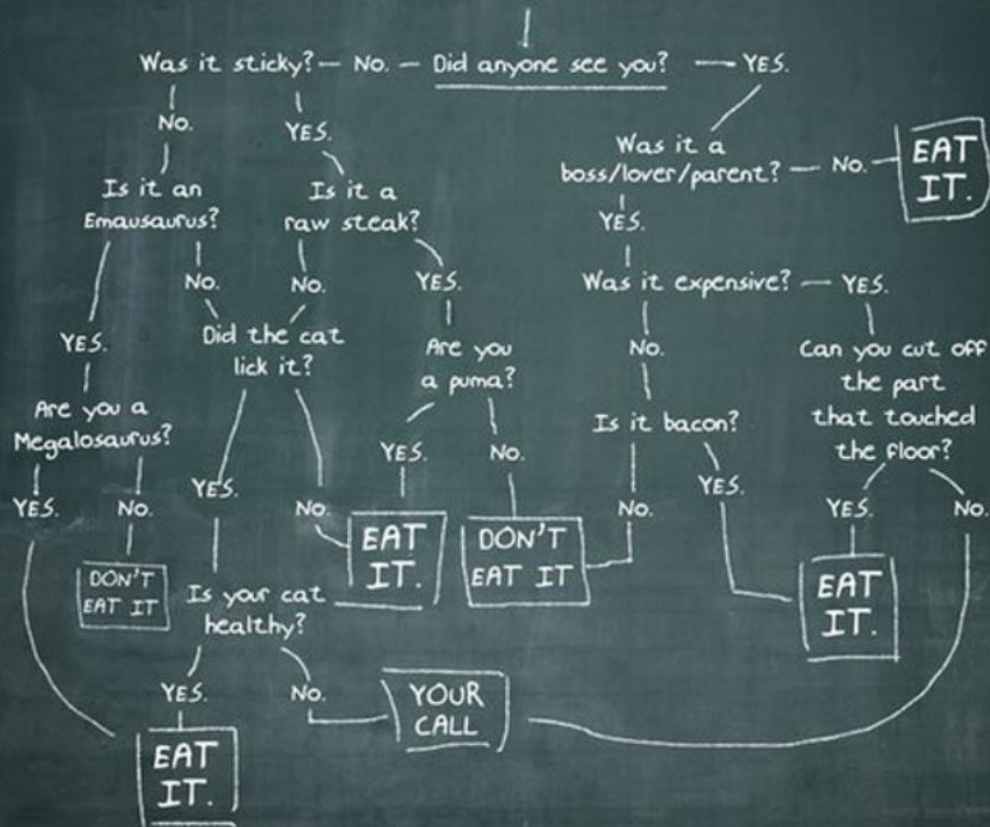 Was it sticky? — No. — Did anyone see you? — YES.
No.
YES.
Was it a
boss/lover/parent? — No.
EAT
IT.
Is it an
Emausaurus?
Is it a
raw steak?
YES.
No.
No.
YES.
Was it expensive? — YES.
YES.
Did the cat
lick it?
Are you
a puma?
No.
Can you cut off
the part
that touched
the floor?
Are you a
Megalosaurus?
Is it bacon?
YES.
No.
YES.
No.
YES.
No.
No.
YES.
YES.
No.
DON'T
EAT IT
EAT
IT.
DON'T
EAT IT
EAT
IT.
Is your cat
healthy?
YES.
No.
YOUR
CALL
EAT
IT.